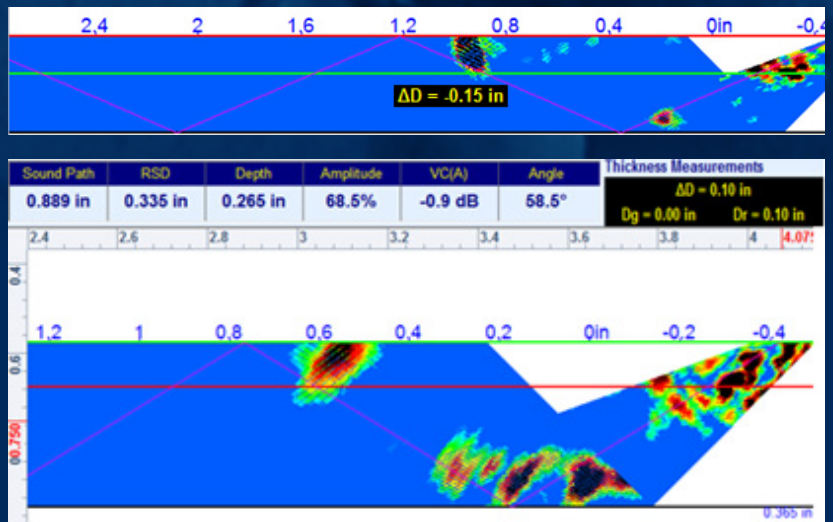 2,4 2 1,6 1,2 0,8 0,4 0in -0,4
ΔD = -0.15 in
Sound Path RSD Depth Amplitude VC(A) Angle
0.889 in 0.335 in 0.265 in 68.5% -0.9 dB 58.5°
Thickness Measurements
ΔD = 0.10 in
Dg = 0.00 in Dr = 0.10 in
2.4 2.6 2.8 3 3.2 3.4 3.6 3.8 4 4.075
0.4
1,2 1 0,8 0,6 0,4 0,2 0in -0,2 -0,4
0.6
0.750
0.365 in